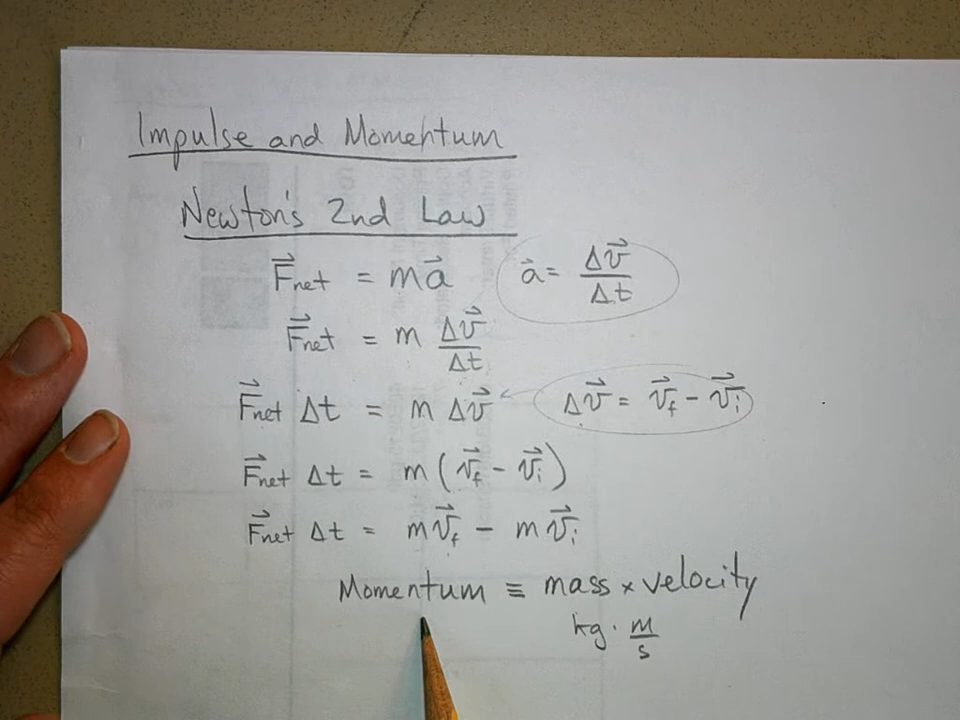 Impulse and Momentum
Newton's 2nd Law
F⃗net = ma⃗ a⃗ = Δv⃗/Δt
F⃗net = m Δv⃗/Δt
F⃗net Δt = m Δv⃗ ← Δv⃗ = v⃗f - v⃗i
F⃗net Δt = m (v⃗f - v⃗i)
F⃗net Δt = mv⃗f - mv⃗i
Momentum ≡ mass × velocity
kg · m/s